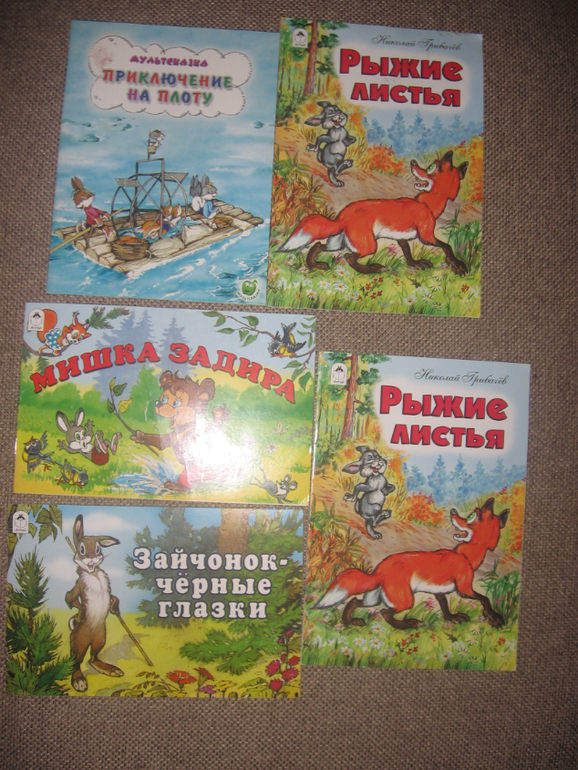 МУЛЬТСКАЗКА
ПРИКЛЮЧЕНИЕ
НА ПЛОТУ
Николай Грибачёв
Рыжие
листья
МИШКА ЗАДИРА
Николай Грибачёв
Рыжие
листья
Зайчонок-
чёрные
глазки